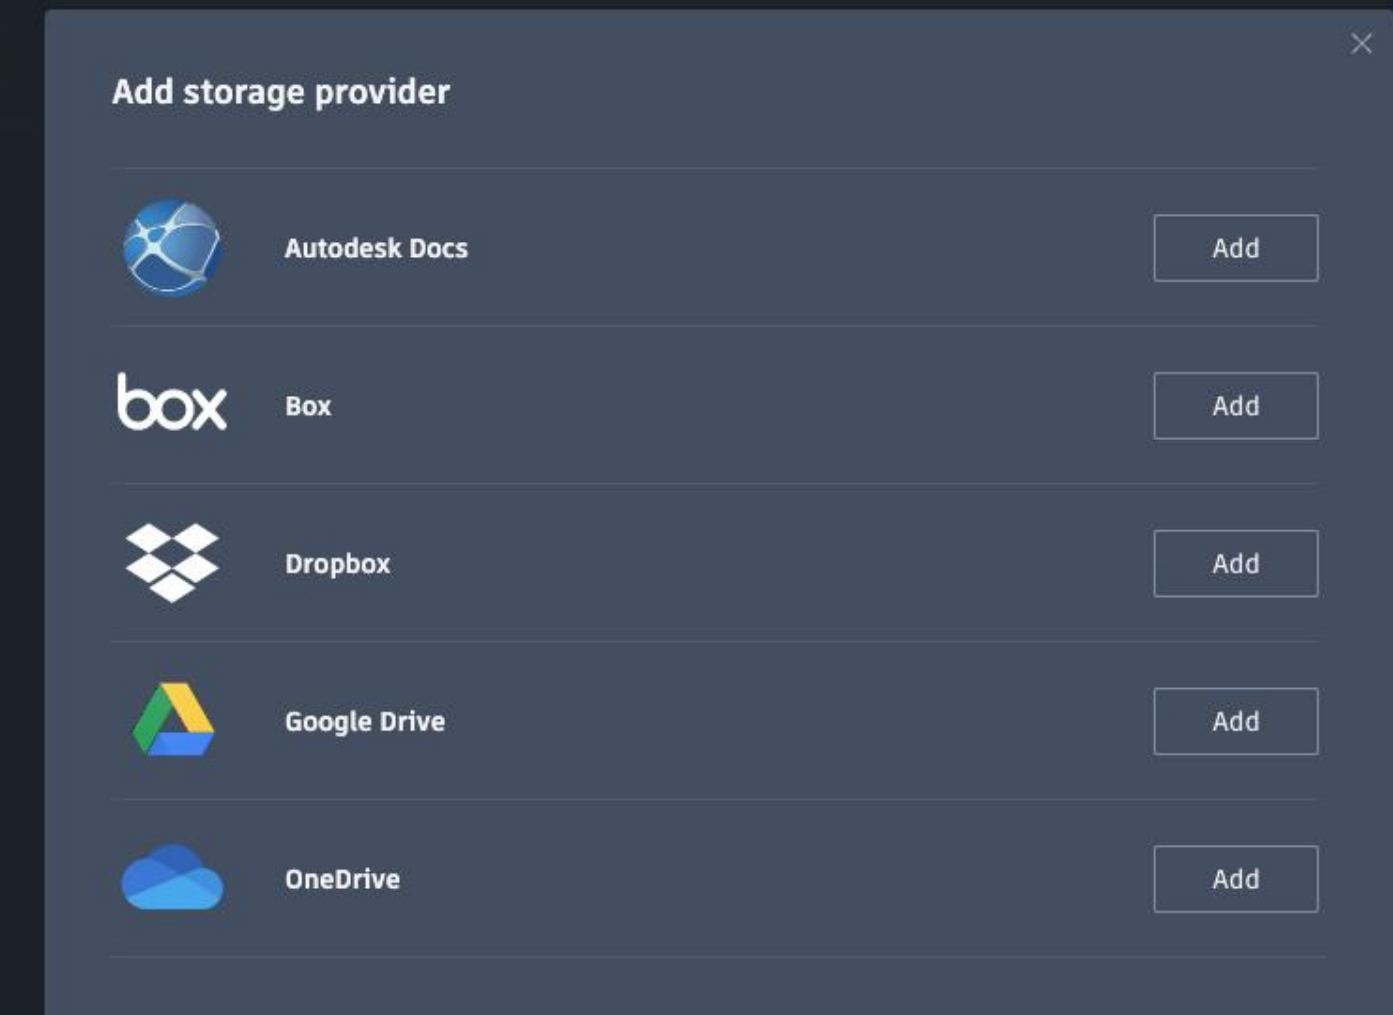 Add storage provider
Autodesk Docs
Add
box
Box
Add
Dropbox
Add
Google Drive
Add
OneDrive
Add